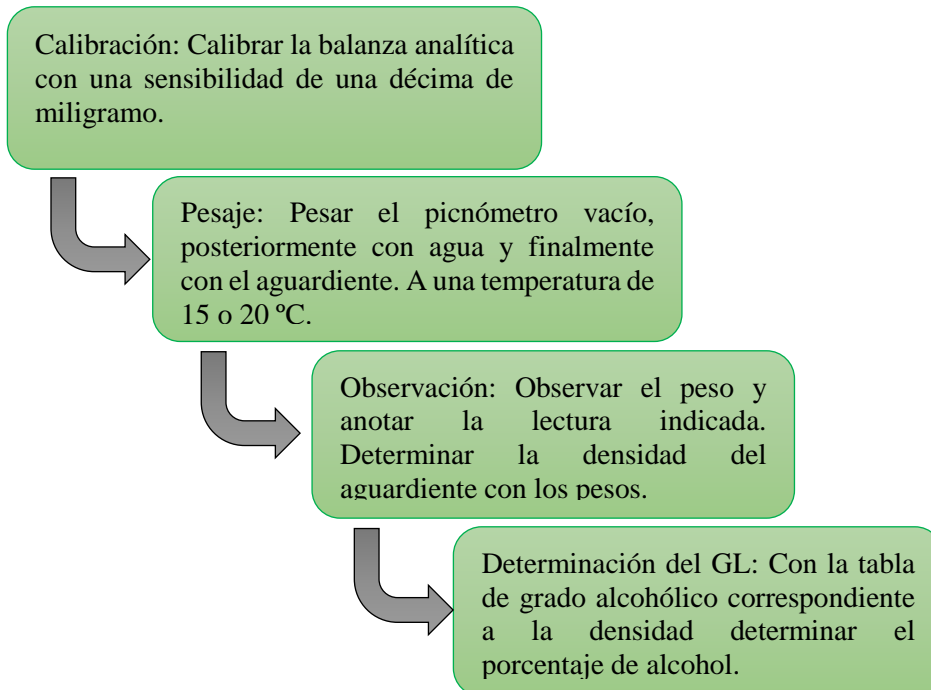 Calibración: Calibrar la balanza analítica
con una sensibilidad de una décima de
miligramo.
Pesaje: Pesar el picnómetro vacío,
posteriormente con agua y finalmente
con el aguardiente. A una temperatura de
15 o 20 ºC.
Observación: Observar el peso y
anotar la lectura indicada.
Determinar la densidad del
aguardiente con los pesos.
Determinación del GL: Con la tabla
de grado alcohólico correspondiente
a la densidad determinar el
porcentaje de alcohol.